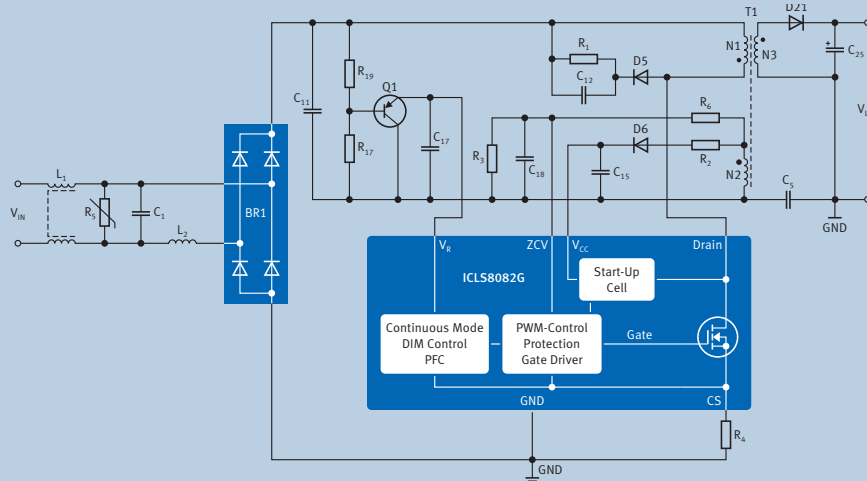 D21
T1
R1
D5
N1
N3
C25
C12
R19
Q1
C11
R6
D6
C17
R17
R3
C18
R2
C15
N2
L1
BR1
C5
VIN
R5
C1
L2
GND
VR
ZCV
VCC
Drain
ICLS8082G
Start-Up
Cell
Continuous Mode
DIM Control
PFC
PWM-Control
Protection
Gate Driver
Gate
GND
CS
R4
GND